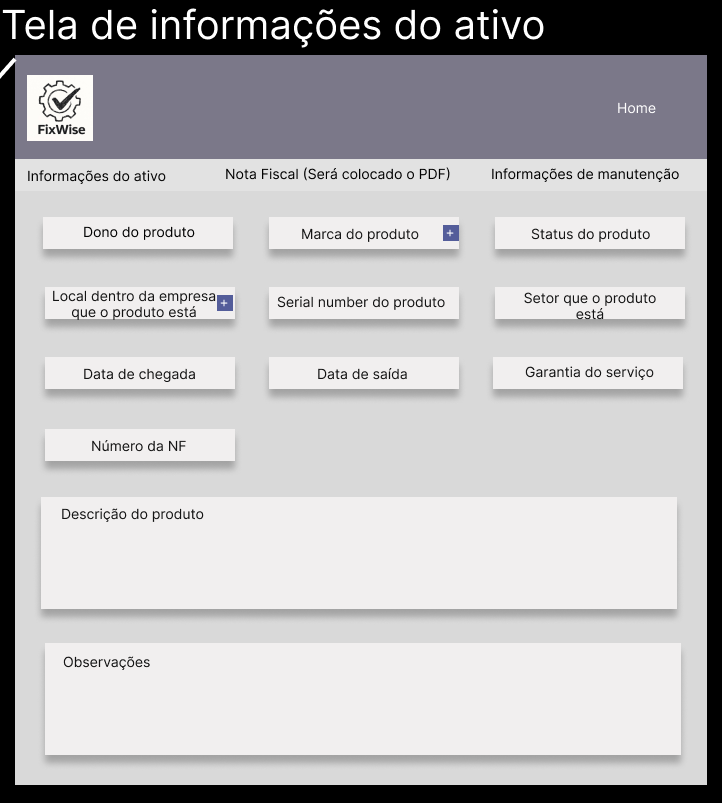 Tela de informações do ativo
FixWise
Home
Informações do ativo
Nota Fiscal (Será colocado o PDF)
Informações de manutenção
Dono do produto
Marca do produto
+
Status do produto
Local dentro da empresa
que o produto está
+
Serial number do produto
Setor que o produto
está
Data de chegada
Data de saída
Garantia do serviço
Número da NF
Descrição do produto
Observações